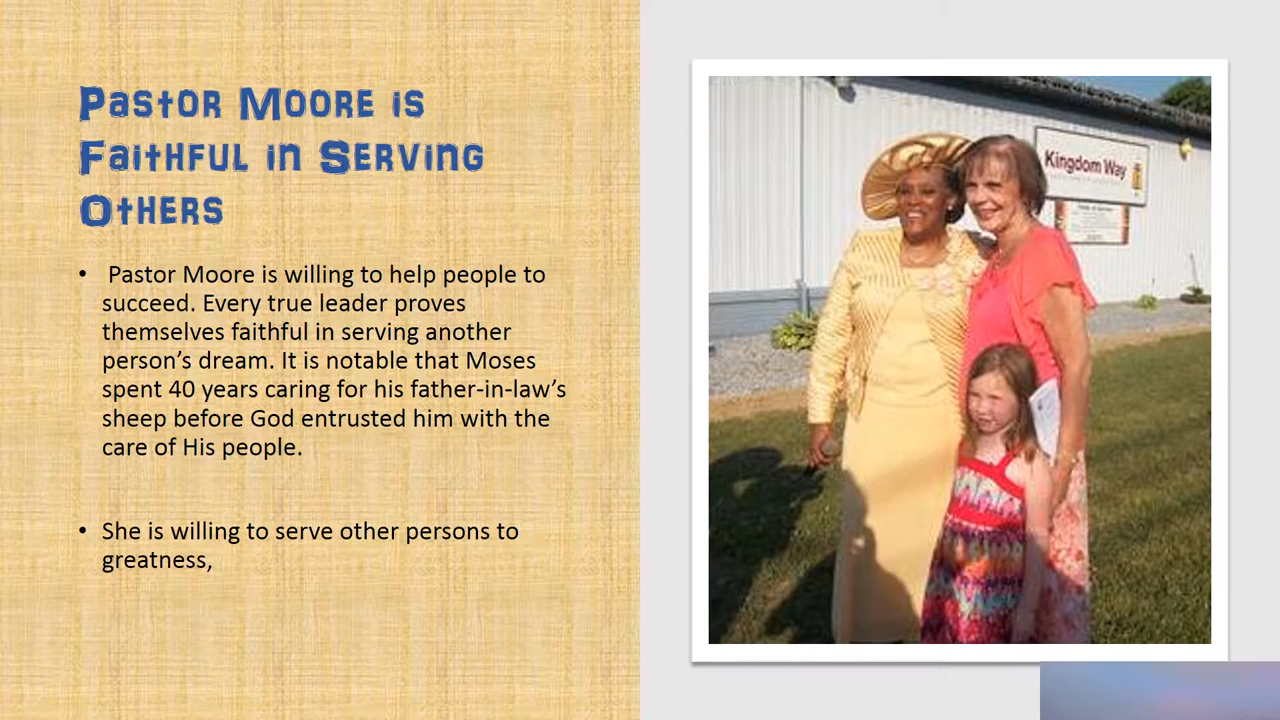 Pastor Moore is
Faithful in Serving
Others
• Pastor Moore is willing to help people to
succeed. Every true leader proves
themselves faithful in serving another
person’s dream. It is notable that Moses
spent 40 years caring for his father-in-law’s
sheep before God entrusted him with the
care of His people.
• She is willing to serve other persons to
greatness,
Kingdom Way